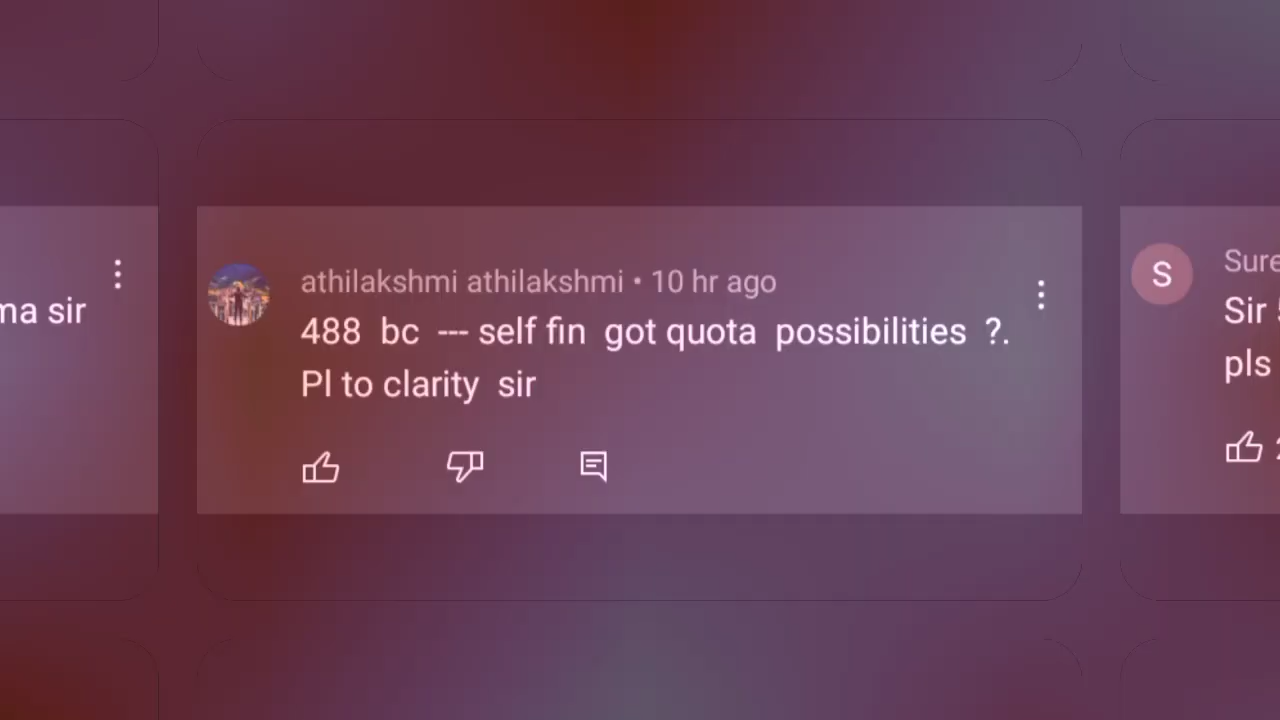 ma sir
athilakshmi athilakshmi • 10 hr ago
488 bc --- self fin got quota possibilities ?.
Pl to clarity sir
S
Sure
Sir
pls